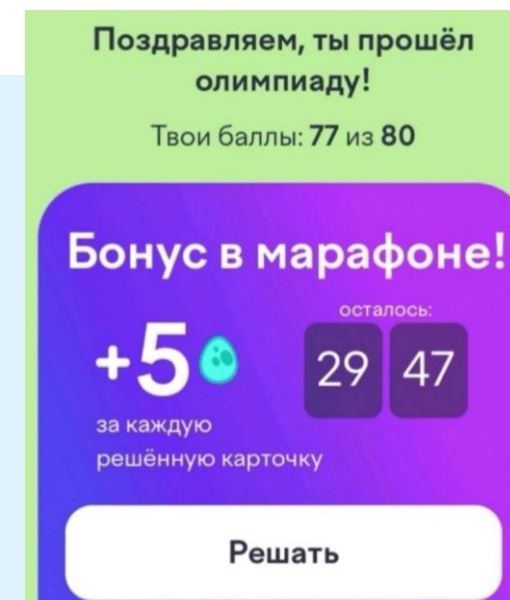 Поздравляем, ты прошёл
олимпиаду!
Твои баллы: 77 из 80
Бонус в марафоне!
осталось:
+5
29 47
за каждую
решённую карточку
Решать